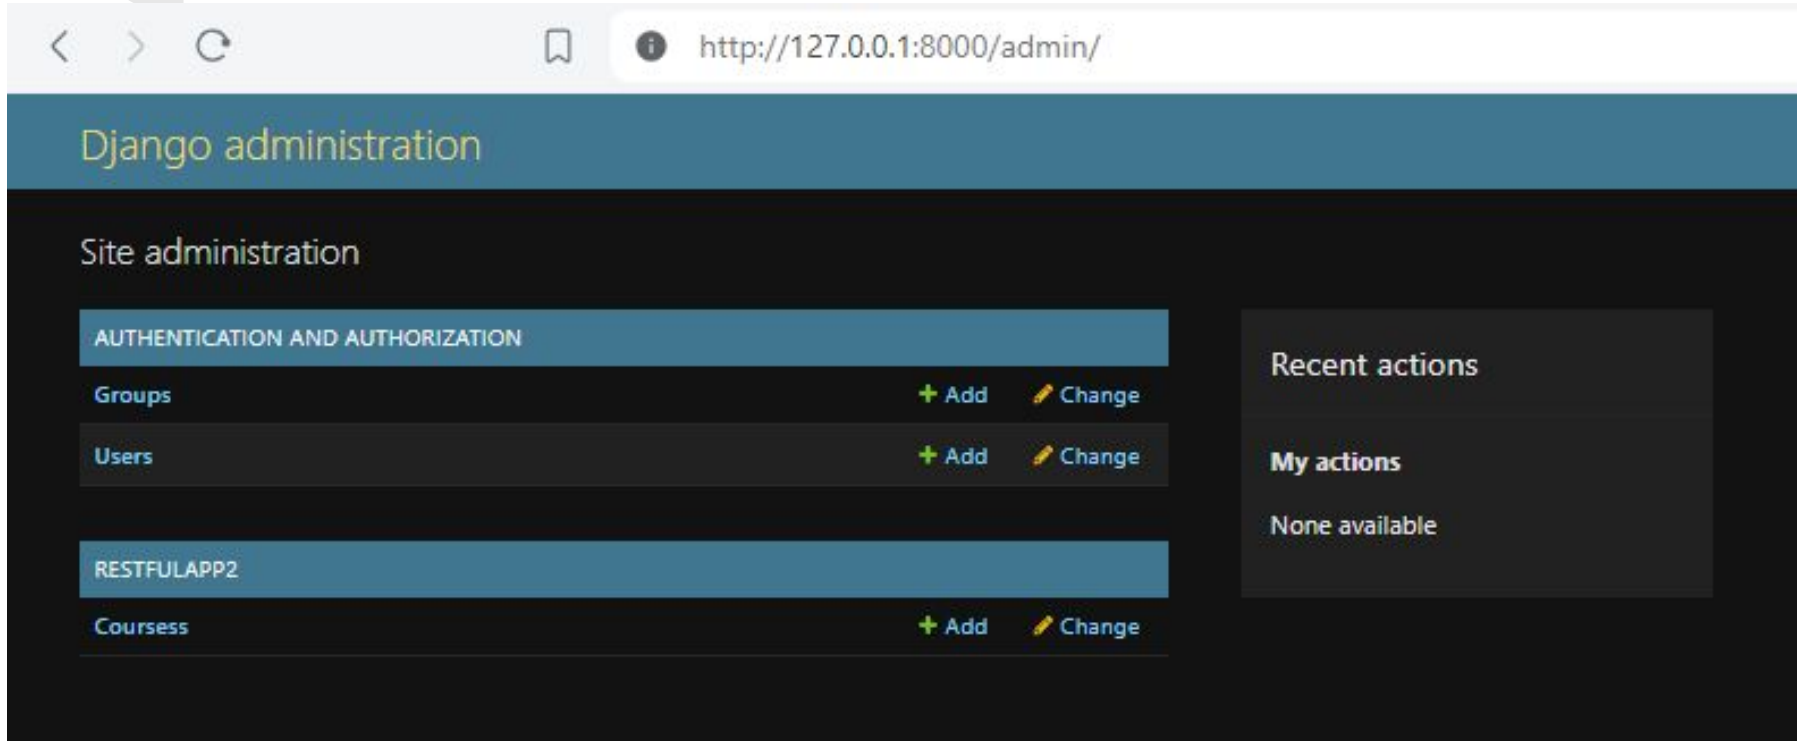 http://127.0.0.1:8000/admin/
Django administration
Site administration
AUTHENTICATION AND AUTHORIZATION
Groups + Add Change
Users + Add Change
RESTFULAPP2
Coursess + Add Change
Recent actions
My actions
None available